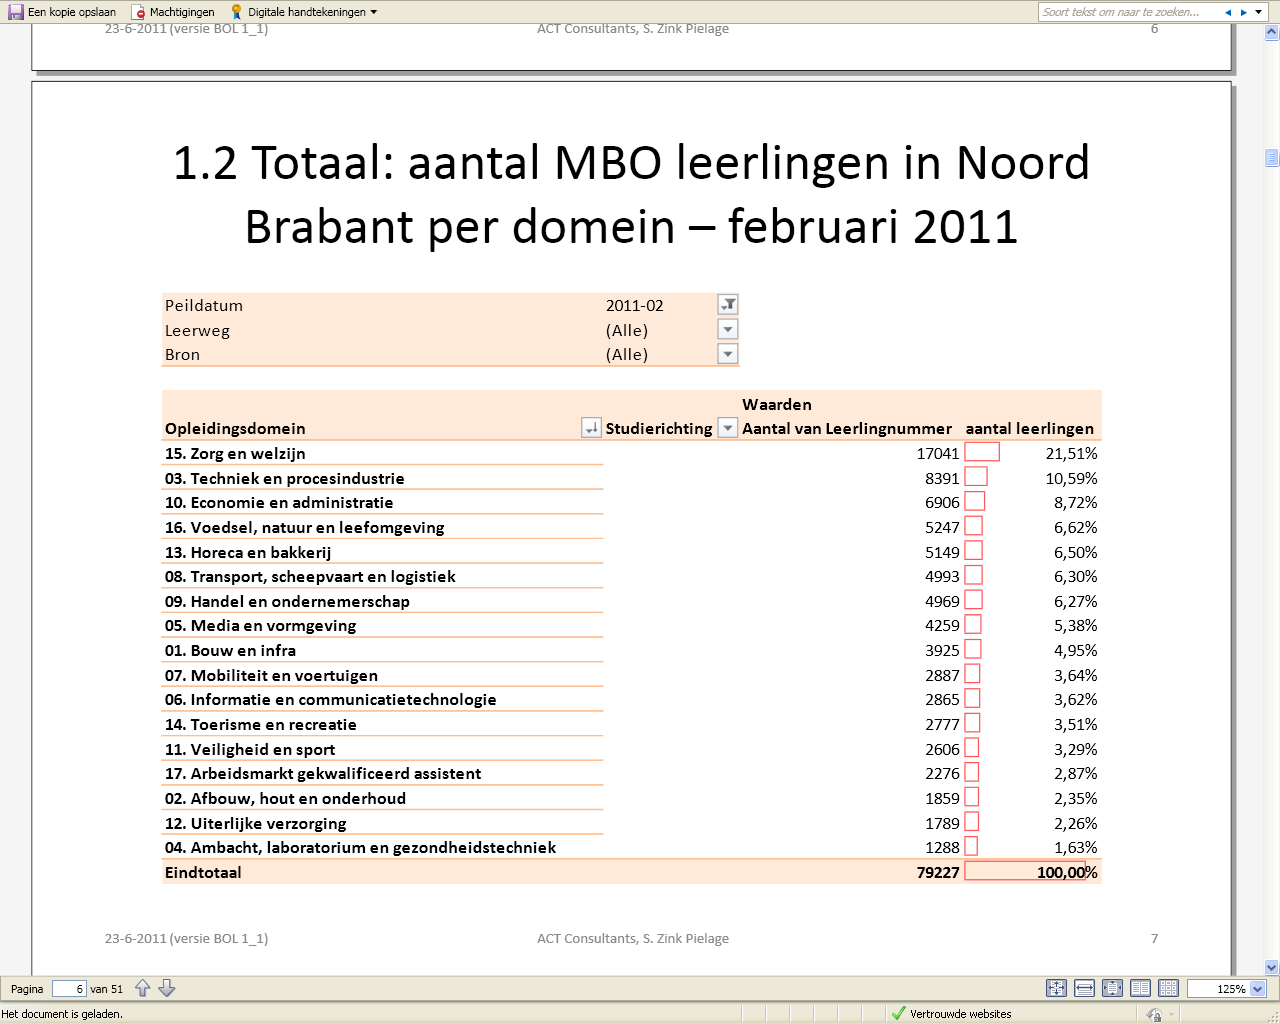 Een kopie opslaan Machtigingen Digitale handtekeningen Soort tekst om naar te zoeken...
23-6-2011 (versie BOL 1_1) ACT Consultants, S. Zink Pielage 6
1.2 Totaal: aantal MBO leerlingen in Noord
Brabant per domein – februari 2011
Peildatum 2011-02
Leerweg (Alle)
Bron (Alle)
Waarden
Opleidingsdomein Studierichting Aantal van Leerlingnummer aantal leerlingen
15. Zorg en welzijn 17041 21,51%
03. Techniek en procesindustrie 8391 10,59%
10. Economie en administratie 6906 8,72%
16. Voedsel, natuur en leefomgeving 5247 6,62%
13. Horeca en bakkerij 5149 6,50%
08. Transport, scheepvaart en logistiek 4993 6,30%
09. Handel en ondernemerschap 4969 6,27%
05. Media en vormgeving 4259 5,38%
01. Bouw en infra 3925 4,95%
07. Mobiliteit en voertuigen 2887 3,64%
06. Informatie en communicatietechnologie 2865 3,62%
14. Toerisme en recreatie 2777 3,51%
11. Veiligheid en sport 2606 3,29%
17. Arbeidsmarkt gekwalificeerd assistent 2276 2,87%
02. Afbouw, hout en onderhoud 1859 2,35%
12. Uiterlijke verzorging 1789 2,26%
04. Ambacht, laboratorium en gezondheidstechniek 1288 1,63%
Eindtotaal 79227 100,00%
23-6-2011 (versie BOL 1_1) ACT Consultants, S. Zink Pielage 7
Pagina 6 van 51 125%
Het document is geladen. Vertrouwde websites